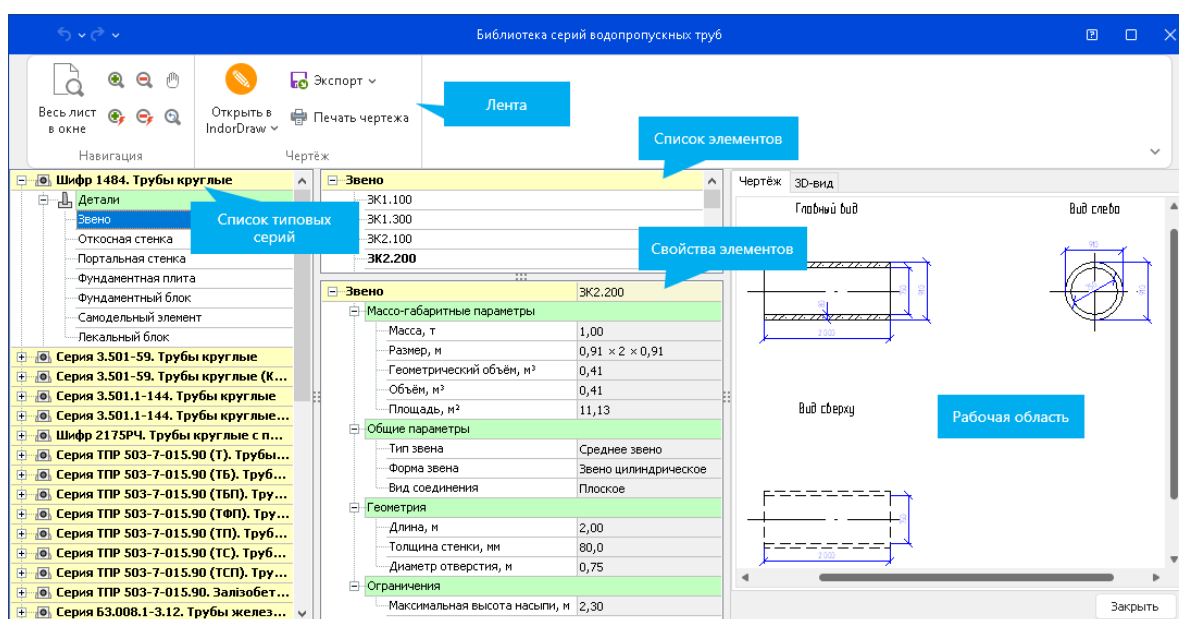 Библиотека серий водопропускных труб
Весь лист
в окне
Навигация
Открыть в
IndorDraw
Экспорт
Печать чертежа
Чертёж
Лента
Список элементов
Список типовых
серий
Свойства элементов
Рабочая область
Шифр 1484. Трубы круглые
Детали
Звено
Откосная стенка
Портальная стенка
Фундаментная плита
Фундаментный блок
Самодельный элемент
Лекальный блок
Серия 3.501-59. Трубы круглые
Серия 3.501-59. Трубы круглые (К...
Серия 3.501.1-144. Трубы круглые
Серия 3.501.1-144. Трубы круглые...
Шифр 2175РЧ. Трубы круглые с п...
Серия ТПР 503-7-015.90 (Т). Трубы...
Серия ТПР 503-7-015.90 (ТБ). Труб...
Серия ТПР 503-7-015.90 (ТБП). Тру...
Серия ТПР 503-7-015.90 (ТФП). Тру...
Серия ТПР 503-7-015.90 (ТП). Труб...
Серия ТПР 503-7-015.90 (ТС). Труб...
Серия ТПР 503-7-015.90 (ТСП). Тру...
Серия ТПР 503-7-015.90. Залізобет...
Серия Б3.008.1-3.12. Трубы желез...
Звено
ЗК1.100
ЗК1.300
ЗК2.100
ЗК2.200
Звено ЗК2.200
Массо-габаритные параметры
Масса, т 1,00
Размер, м 0,91 × 2 × 0,91
Геометрический объём, м³ 0,41
Объём, м³ 0,41
Площадь, м² 11,13
Общие параметры
Тип звена Среднее звено
Форма звена Звено цилиндрическое
Вид соединения Плоское
Геометрия
Длина, м 2,00
Толщина стенки, мм 80,0
Диаметр отверстия, м 0,75
Ограничения
Максимальная высота насыпи, м 2,30
Чертёж 3D-вид
Главный вид
Вид слева
910
80
2 000
Вид сверху
2 000
Закрыть